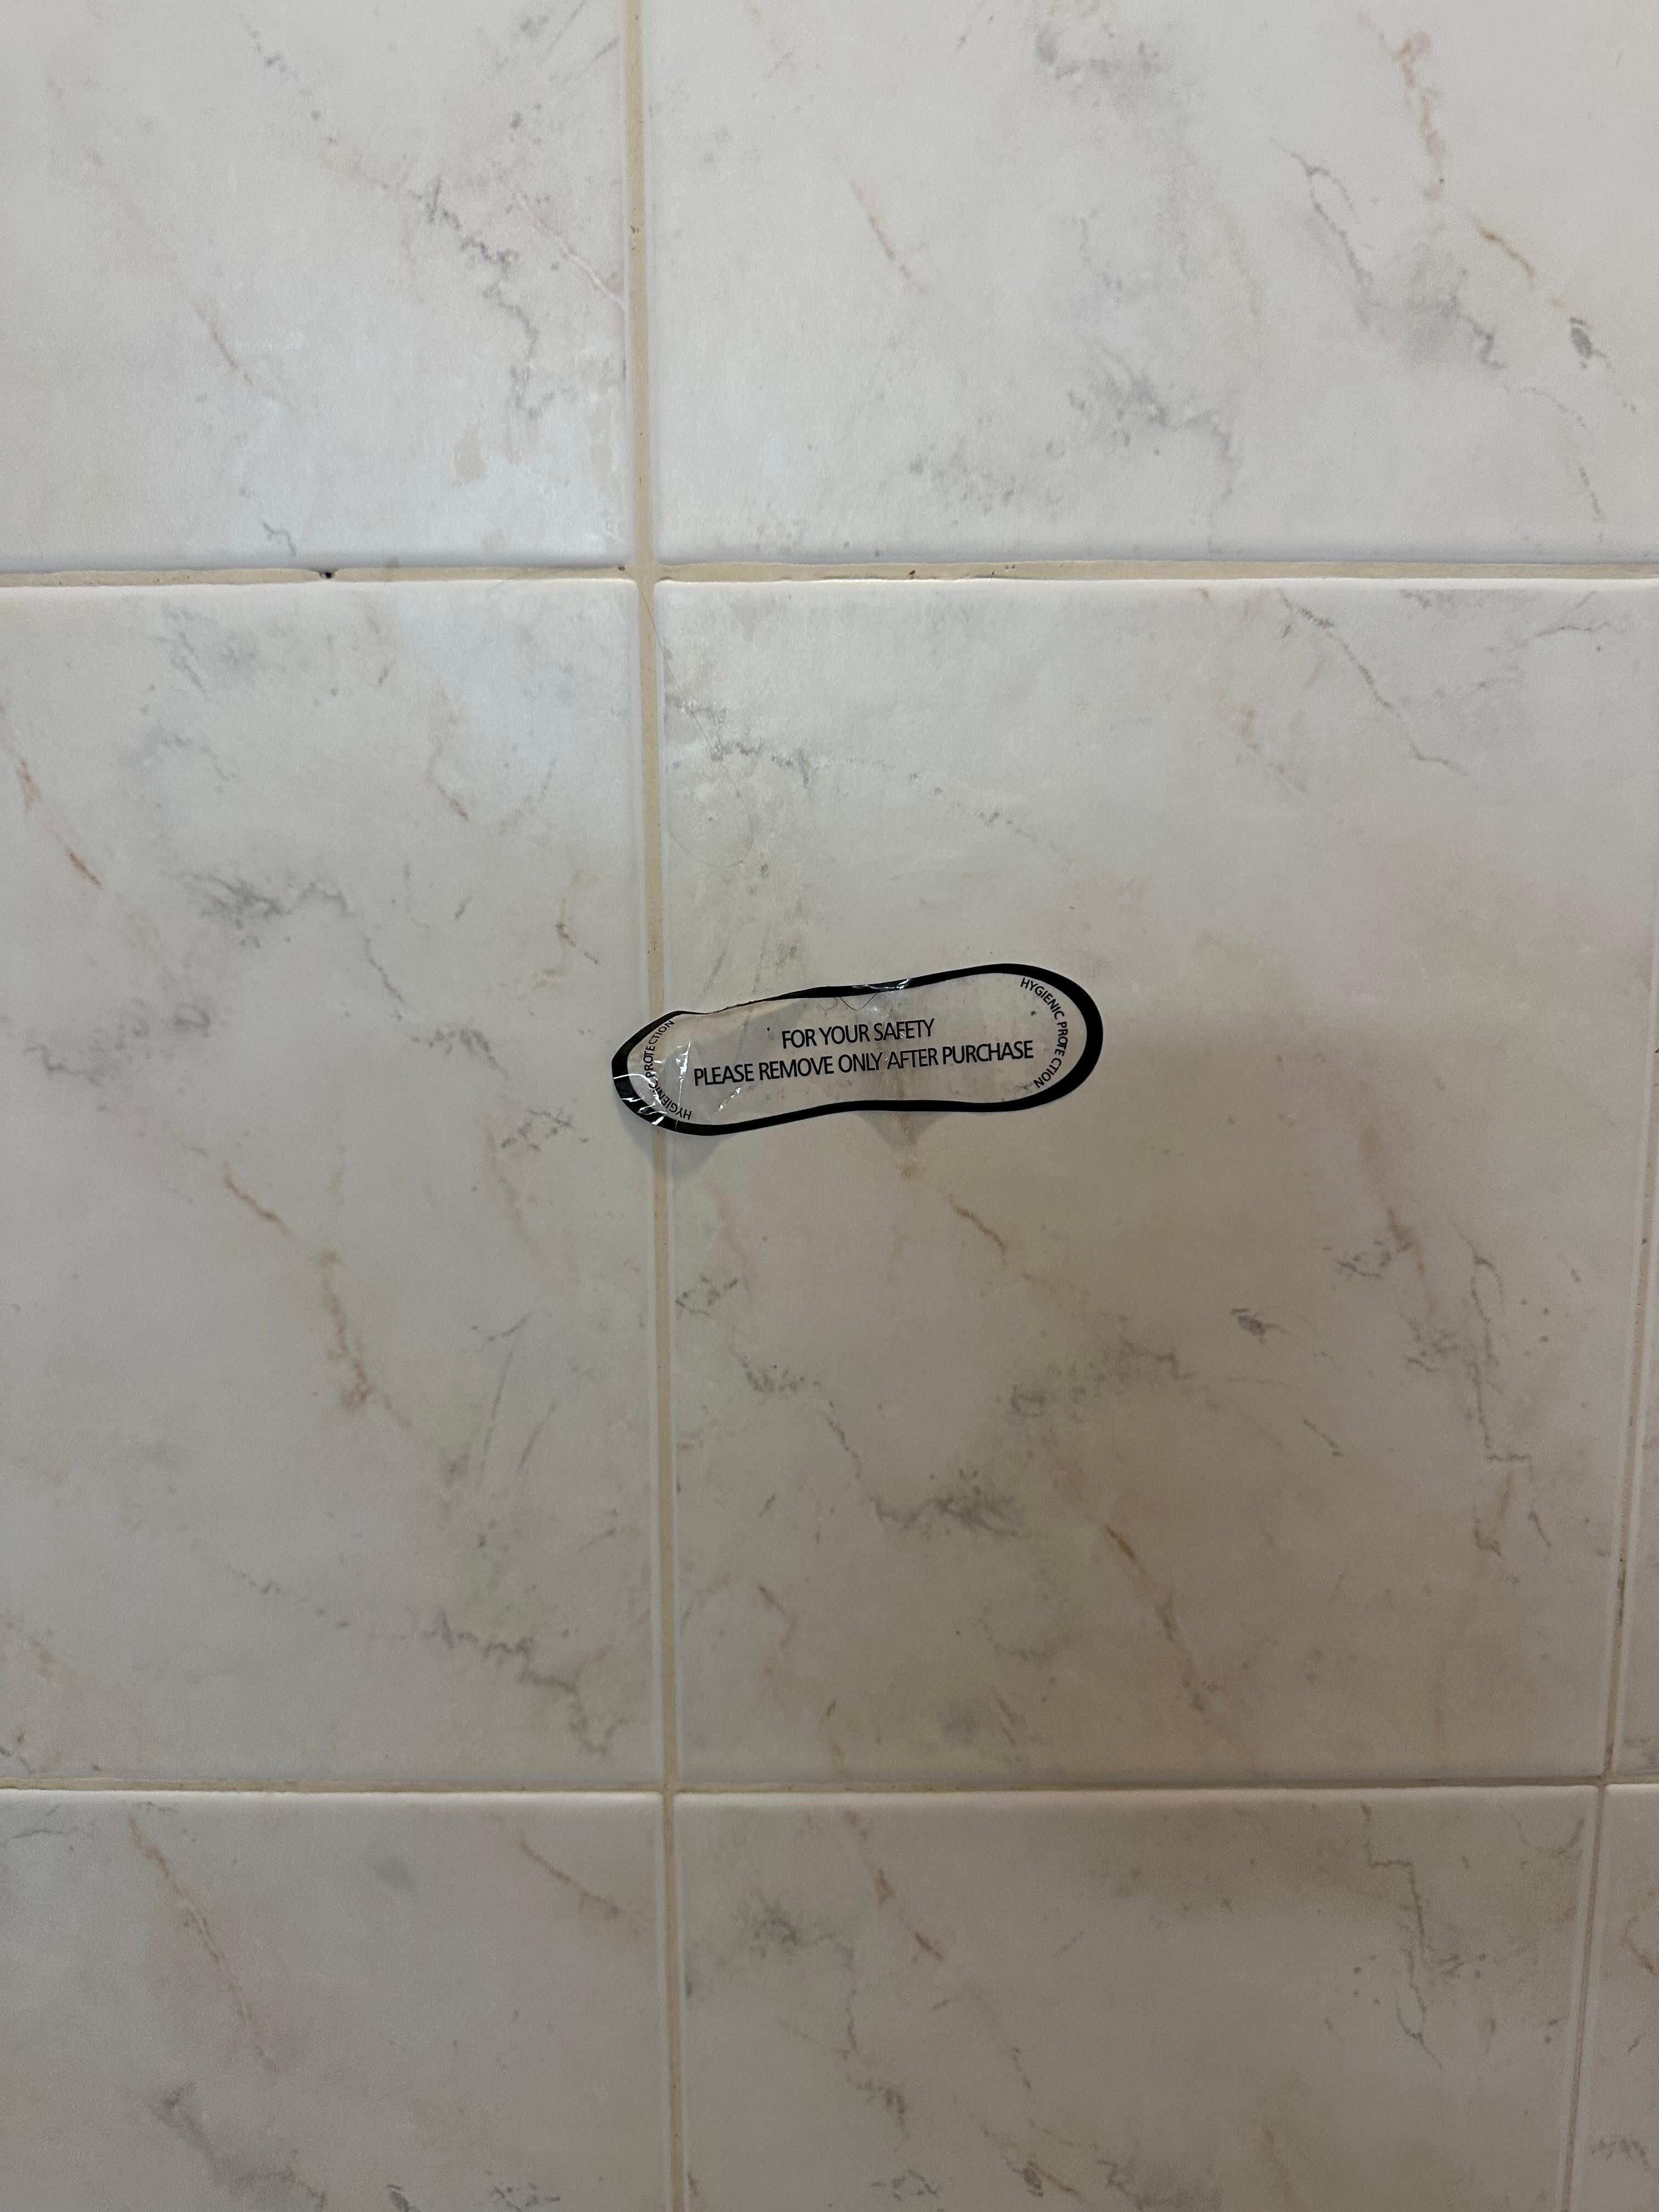 FOR YOUR SAFETY
PLEASE REMOVE ONLY AFTER PURCHASE
HYGIENIC PROTECTION
HYGIENIC PROTECTION